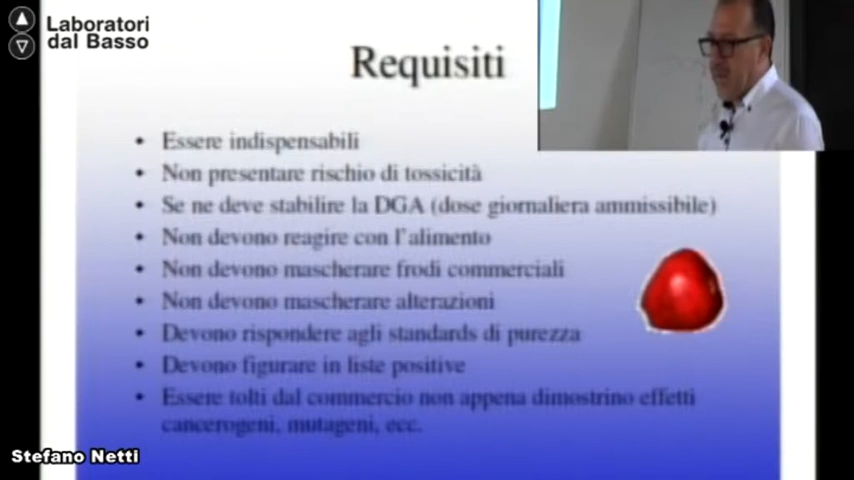 Laboratori
dal Basso
Requisiti
• Essere indispensabili
• Non presentare rischio di tossicità
• Se ne deve stabilire la DGA (dose giornaliera ammissibile)
• Non devono reagire con l'alimento
• Non devono mascherare frodi commerciali
• Non devono mascherare alterazioni
• Devono rispondere agli standards di purezza
• Devono figurare in liste positive
• Essere tolti dal commercio non appena dimostrino effetti
cancerogeni, mutageni, ecc.
Stefano Netti